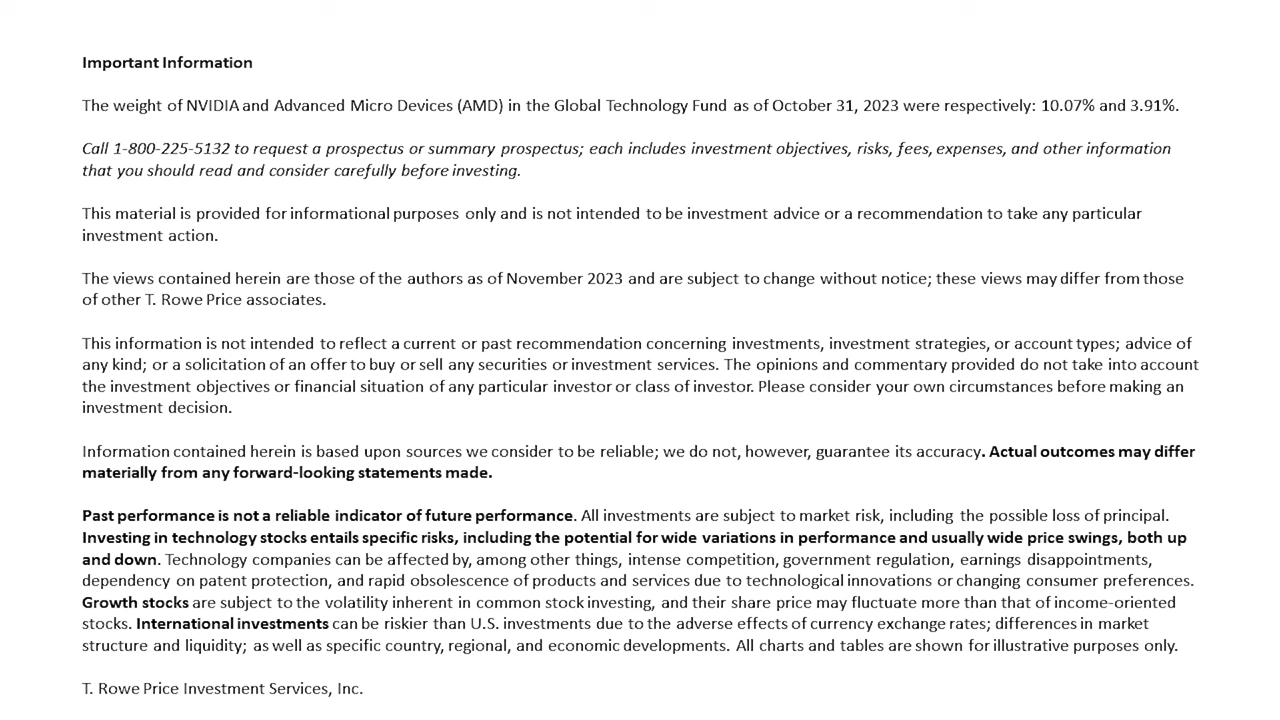 Important Information
The weight of NVIDIA and Advanced Micro Devices (AMD) in the Global Technology Fund as of October 31, 2023 were respectively: 10.07% and 3.91%.
Call 1-800-225-5132 to request a prospectus or summary prospectus; each includes investment objectives, risks, fees, expenses, and other information
that you should read and consider carefully before investing.
This material is provided for informational purposes only and is not intended to be investment advice or a recommendation to take any particular
investment action.
The views contained herein are those of the authors as of November 2023 and are subject to change without notice; these views may differ from those
of other T. Rowe Price associates.
This information is not intended to reflect a current or past recommendation concerning investments, investment strategies, or account types; advice of
any kind; or a solicitation of an offer to buy or sell any securities or investment services. The opinions and commentary provided do not take into account
the investment objectives or financial situation of any particular investor or class of investor. Please consider your own circumstances before making an
investment decision.
Information contained herein is based upon sources we consider to be reliable; we do not, however, guarantee its accuracy. Actual outcomes may differ
materially from any forward-looking statements made.
Past performance is not a reliable indicator of future performance. All investments are subject to market risk, including the possible loss of principal.
Investing in technology stocks entails specific risks, including the potential for wide variations in performance and usually wide price swings, both up
and down. Technology companies can be affected by, among other things, intense competition, government regulation, earnings disappointments,
dependency on patent protection, and rapid obsolescence of products and services due to technological innovations or changing consumer preferences.
Growth stocks are subject to the volatility inherent in common stock investing, and their share price may fluctuate more than that of income-oriented
stocks. International investments can be riskier than U.S. investments due to the adverse effects of currency exchange rates; differences in market
structure and liquidity; as well as specific country, regional, and economic developments. All charts and tables are shown for illustrative purposes only.
T. Rowe Price Investment Services, Inc.